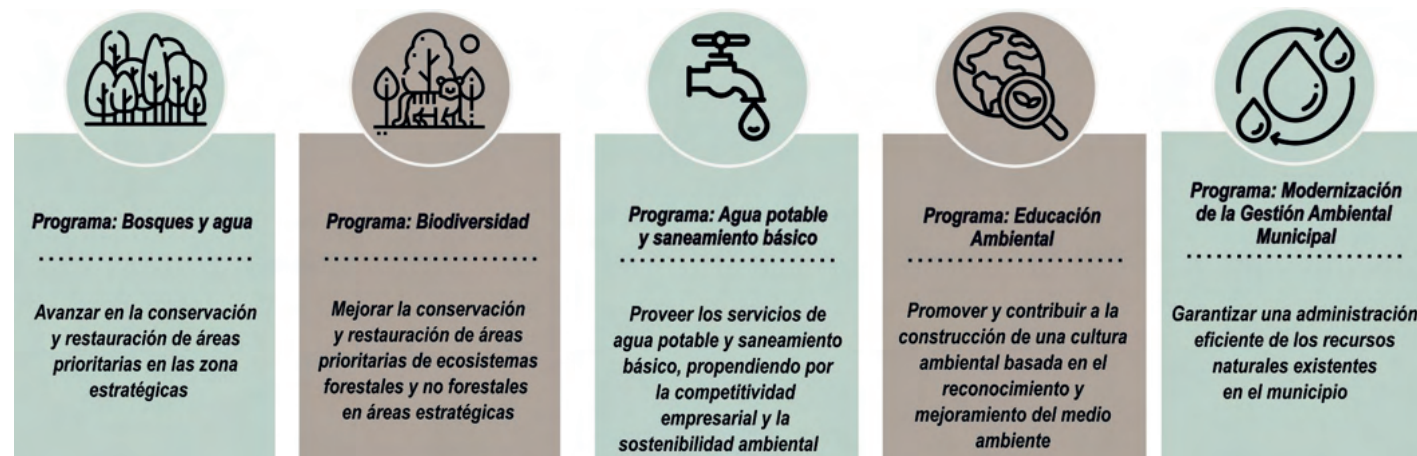 Programa: Bosques y agua
Avanzar en la conservación
y restauración de áreas
prioritarias en las zona
estratégicas
Programa: Biodiversidad
Mejorar la conservación
y restauración de áreas
prioritarias de ecosistemas
forestales y no forestales
en áreas estratégicas
Programa: Agua potable
y saneamiento básico
Proveer los servicios de
agua potable y saneamiento
básico, propendiendo por
la competitividad
empresarial y la
sostenibilidad ambiental
Programa: Educación
Ambiental
Promover y contribuir a la
construcción de una cultura
ambiental basada en el
reconocimiento y
mejoramiento del medio
ambiente
Programa: Modernización
de la Gestión Ambiental
Municipal
Garantizar una administración
eficiente de los recursos
naturales existentes
en el municipio